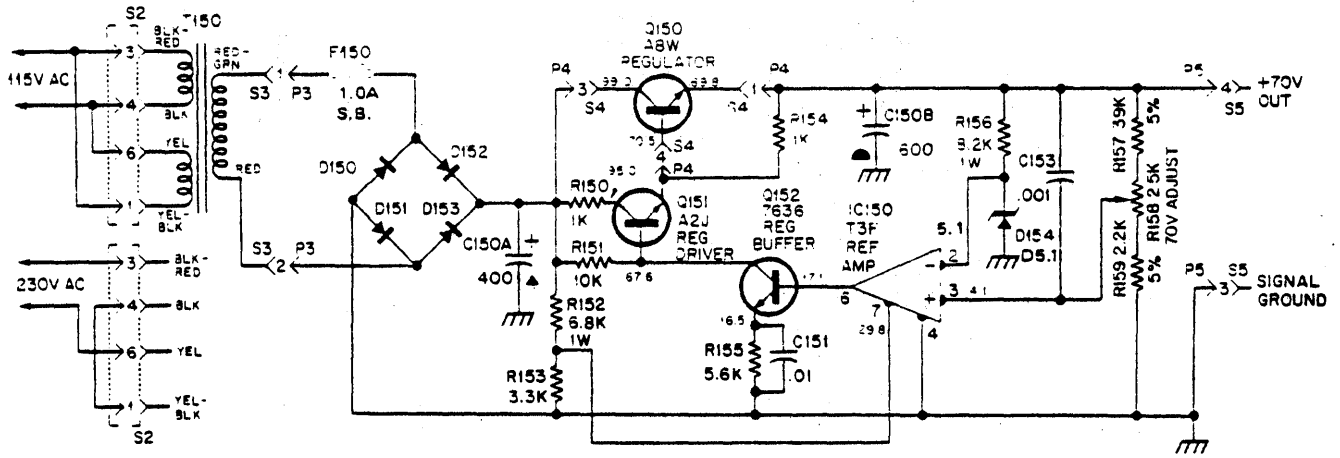 S2
T150
3
BLK-
RED
115V AC
4
BLK
6
YEL
1
YEL-
BLK
RED-
GRN
RED
S3
1
P3
F150
1.0A
S.B.
S3
2
P3
D150
D152
D151
D153
C150A
+
400
R150
1K
R151
10K
R152
6.8K
1W
R153
3.3K
P4
3
S4
99.0
Q150
A8W
REGULATOR
69.8
1
P4
S4
70.5
S4
4
P4
95.0
Q151
A2J
REG
DRIVER
67.6
R154
1K
+
C150B
600
Q152
7636
REG
BUFFER
17.1
16.5
R155
5.6K
C151
.01
IC150
T3F
REF
AMP
6
7
29.8
4
2
5.1
-
3
4.1
+
R156
8.2K
1W
D154
D5.1
C153
.001
R157 39K
5%
R158 2.5K
70V ADJUST
R159 2.2K
5%
P5
4
S5
+70V
OUT
P5
3
S5
SIGNAL
GROUND
230V AC
3
BLK-
RED
4
BLK
6
YEL
1
YEL-
BLK
S2